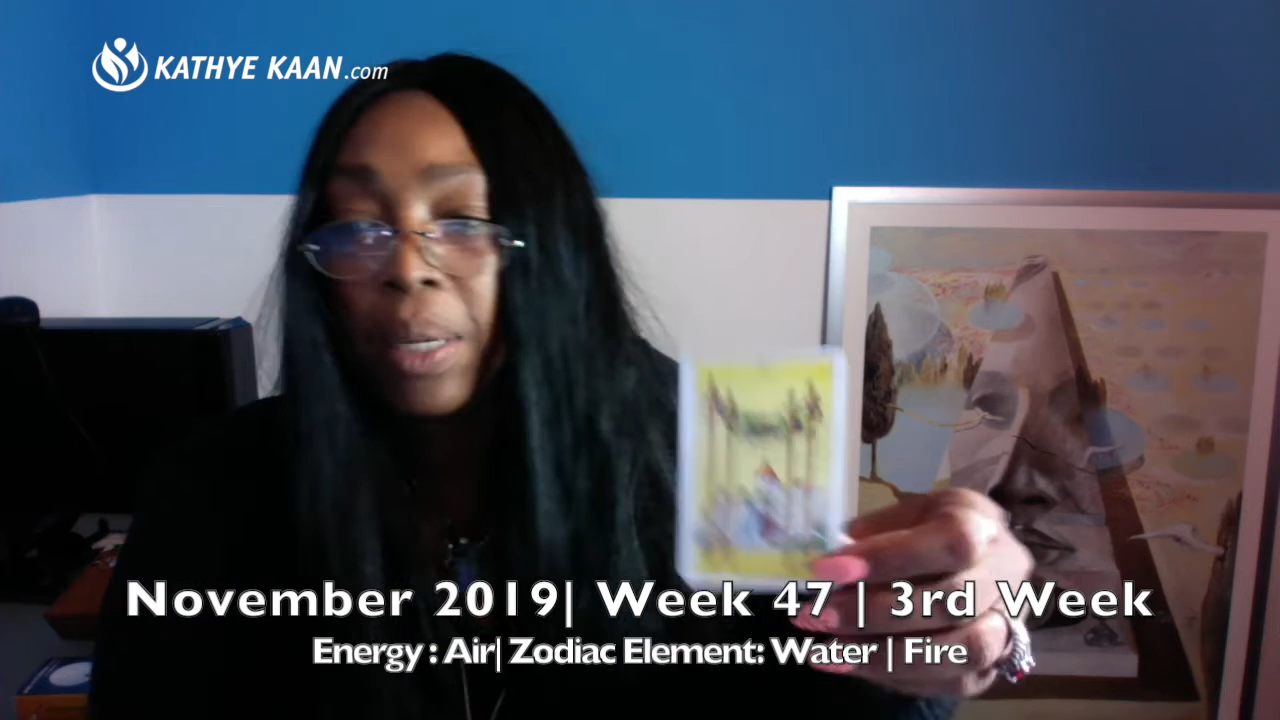 KATHYE KAAN.com
November 2019| Week 47 | 3rd Week
Energy : Air| Zodiac Element: Water | Fire